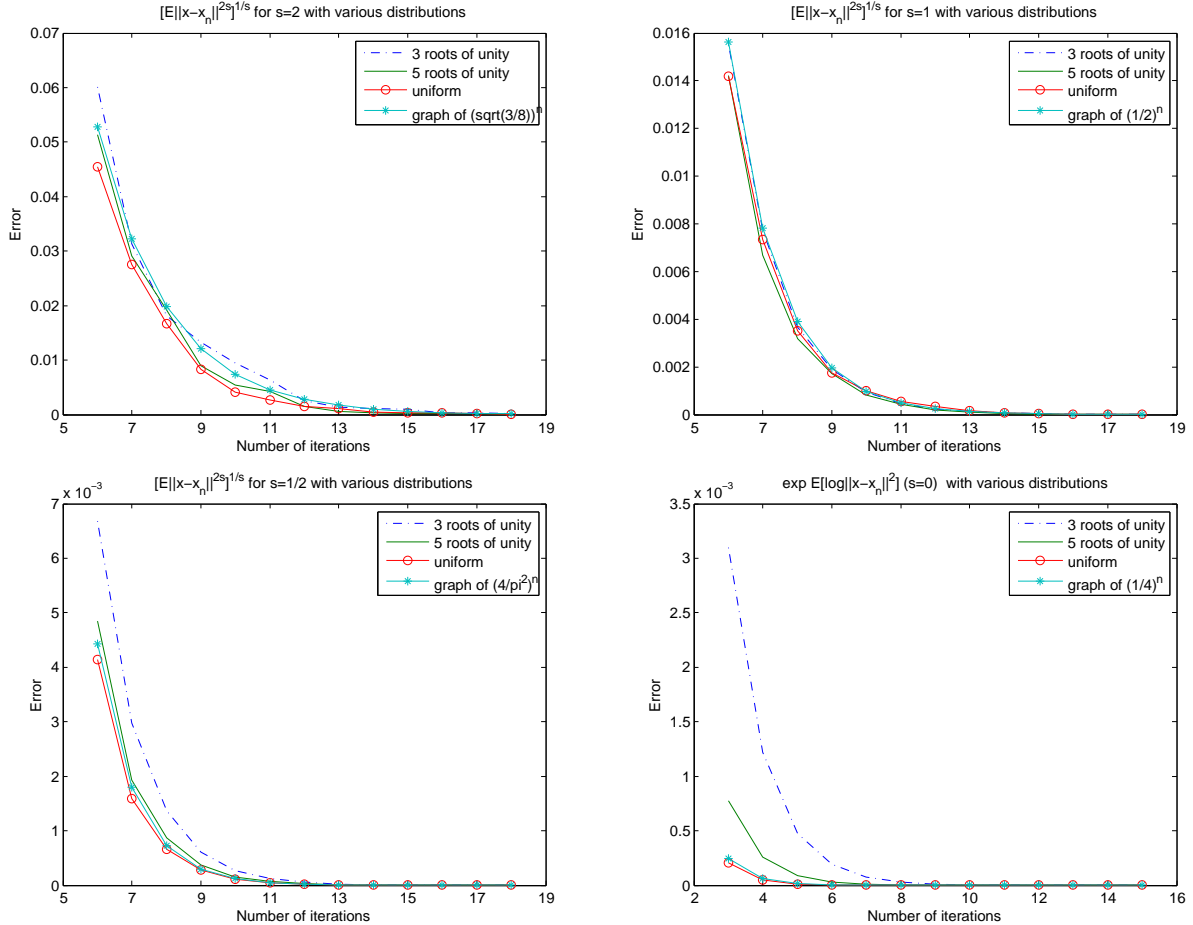 [E||x−x_n||^{2s}]^{1/s} for s=2 with various distributions
0.07
0.06
0.05
0.04
0.03
0.02
0.01
0
Error
5 7 9 11 13 15 17 19
Number of iterations
3 roots of unity
5 roots of unity
uniform
graph of (sqrt(3/8))^n
[E||x−x_n||^{2s}]^{1/s} for s=1 with various distributions
0.016
0.014
0.012
0.010
0.008
0.006
0.004
0.002
0.000
Error
5 7 9 11 13 15 17 19
Number of iterations
3 roots of unity
5 roots of unity
uniform
graph of (1/2)^n
[E||x−x_n||^{2s}]^{1/s} for s=1/2 with various distributions
x 10^{−3}
7
6
5
4
3
2
1
0
Error
5 7 9 11 13 15 17 19
Number of iterations
3 roots of unity
5 roots of unity
uniform
graph of (4/pi^2)^n
exp E[log||x−x_n||^2] (s=0) with various distributions
x 10^{−3}
3.5
3
2.5
2
1.5
1
0.5
0
Error
2 4 6 8 10 12 14 16
Number of iterations
3 roots of unity
5 roots of unity
uniform
graph of (1/4)^n